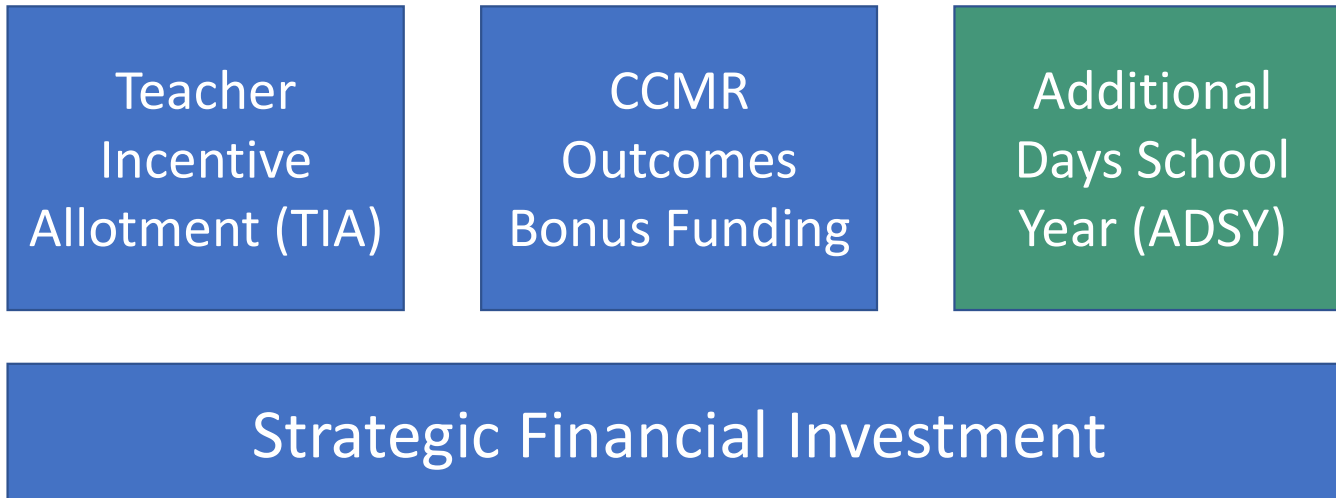 Teacher
Incentive
Allotment (TIA)
CCMR
Outcomes
Bonus Funding
Additional
Days School
Year (ADSY)
Strategic Financial Investment